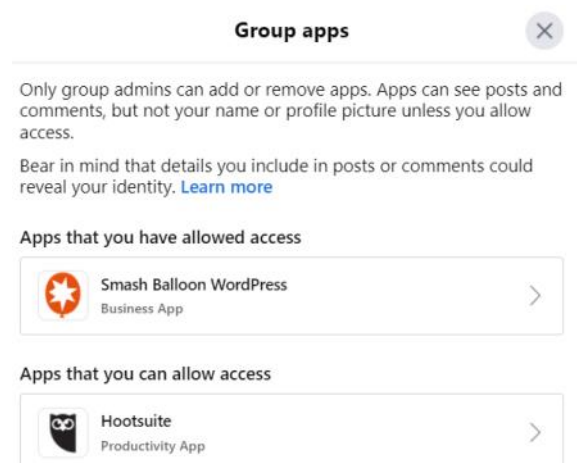 Group apps
Only group admins can add or remove apps. Apps can see posts and
comments, but not your name or profile picture unless you allow
access.
Bear in mind that details you include in posts or comments could
reveal your identity. Learn more
Apps that you have allowed access
Smash Balloon WordPress
Business App
Apps that you can allow access
Hootsuite
Productivity App